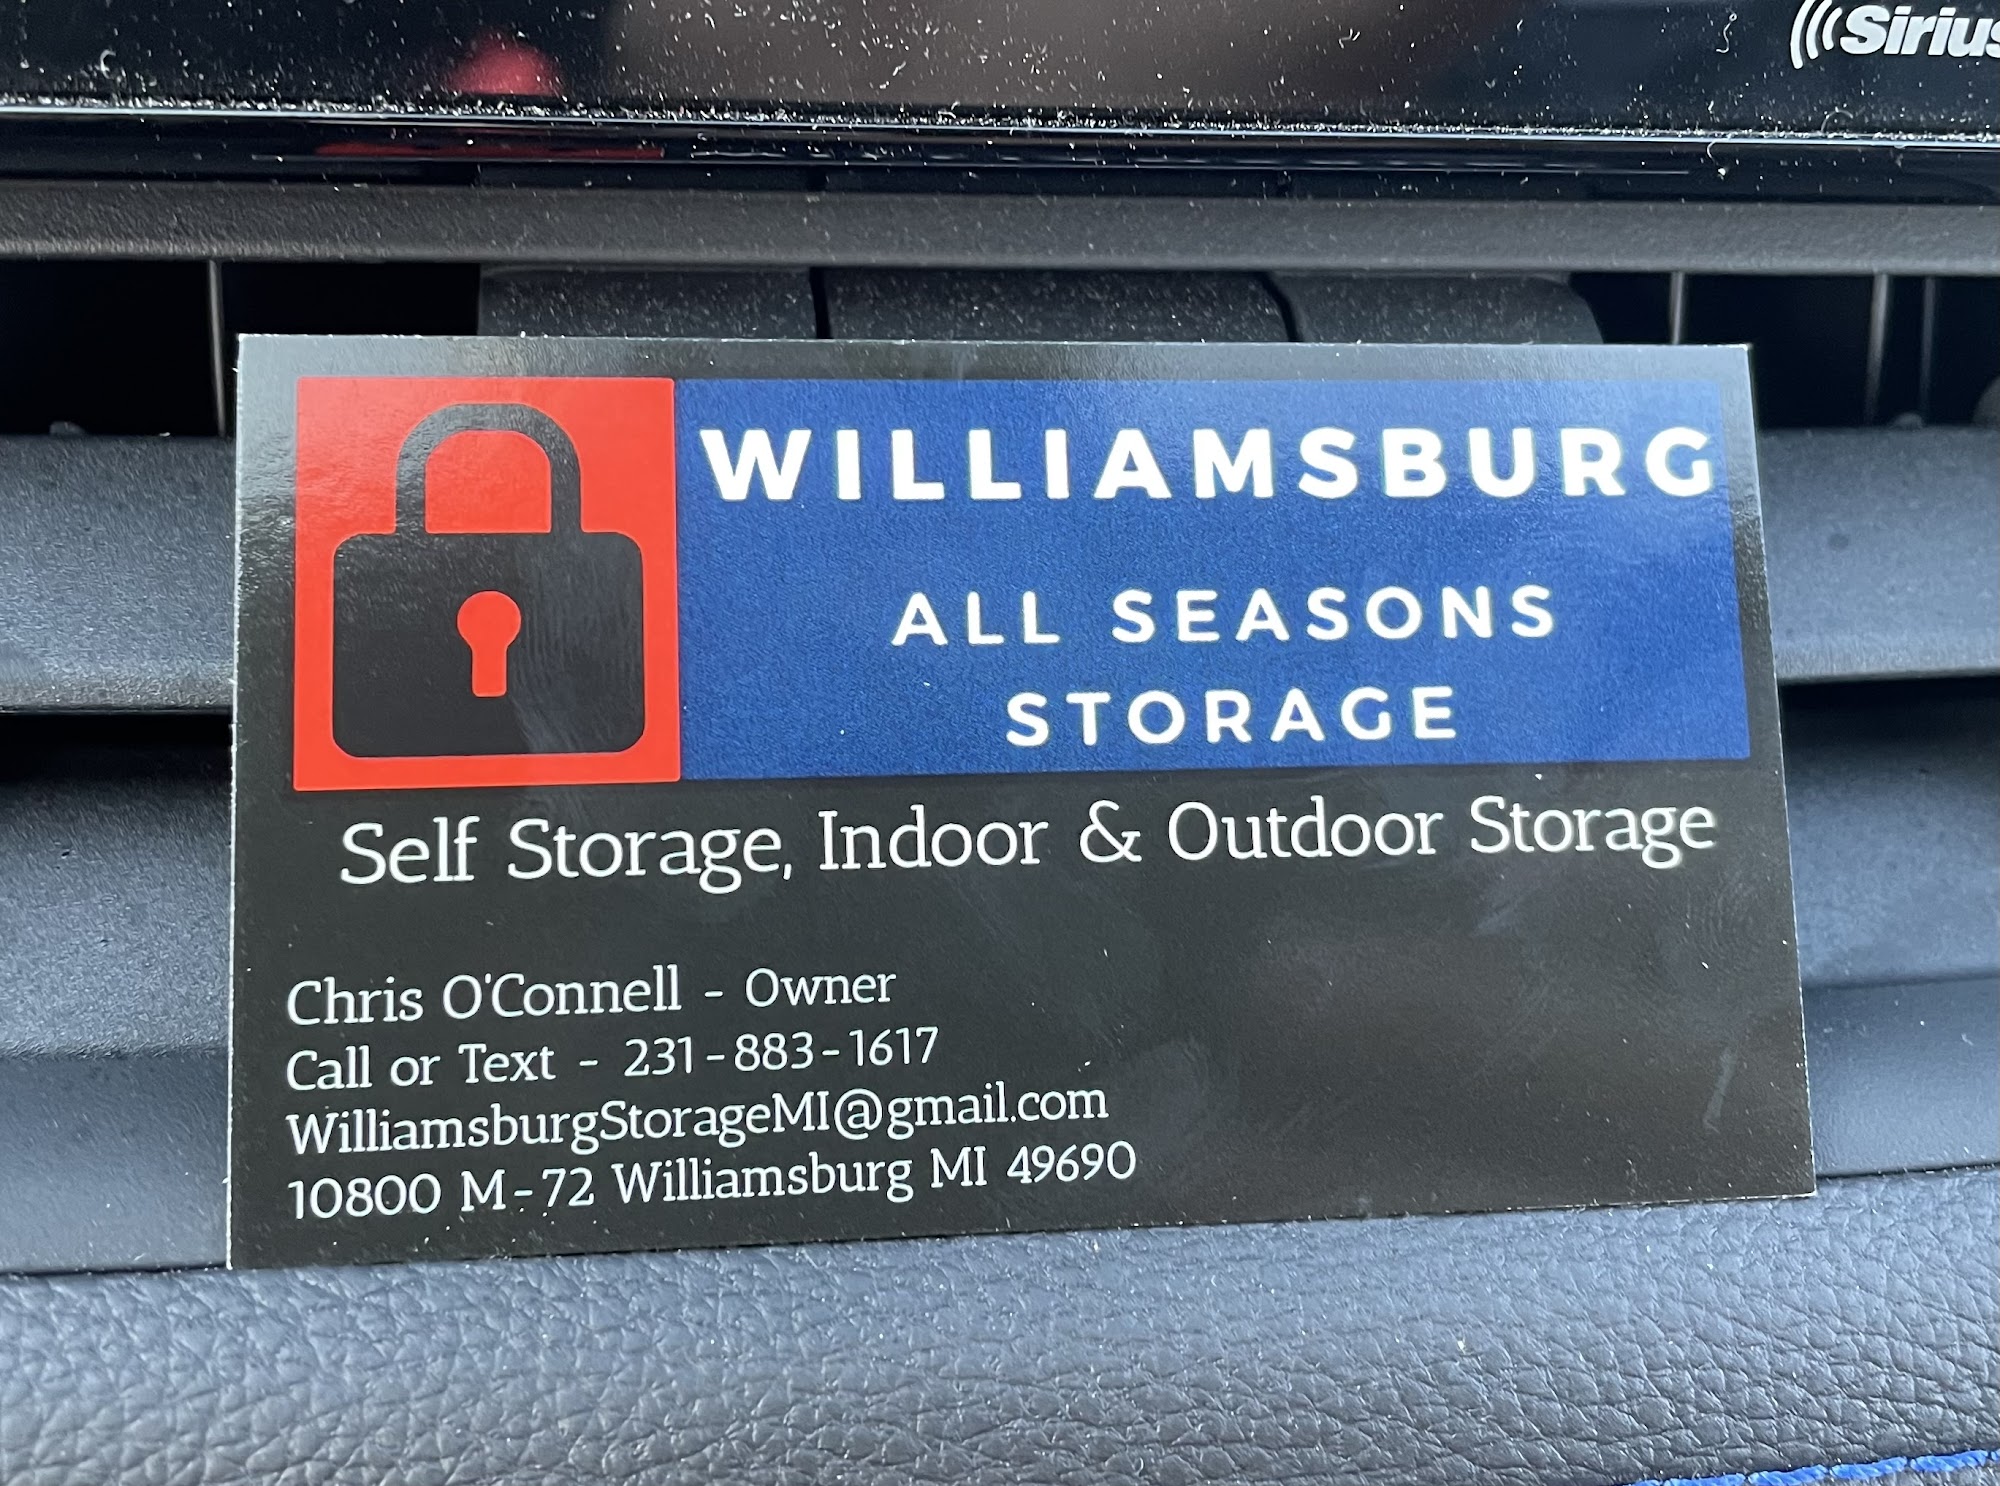 WILLIAMSBURG
ALL SEASONS
STORAGE
Self Storage, Indoor & Outdoor Storage
Chris O'Connell - Owner
Call or Text - 231-883-1617
WilliamsburgStorageMI@gmail.com
10800 M-72 Williamsburg MI 49690